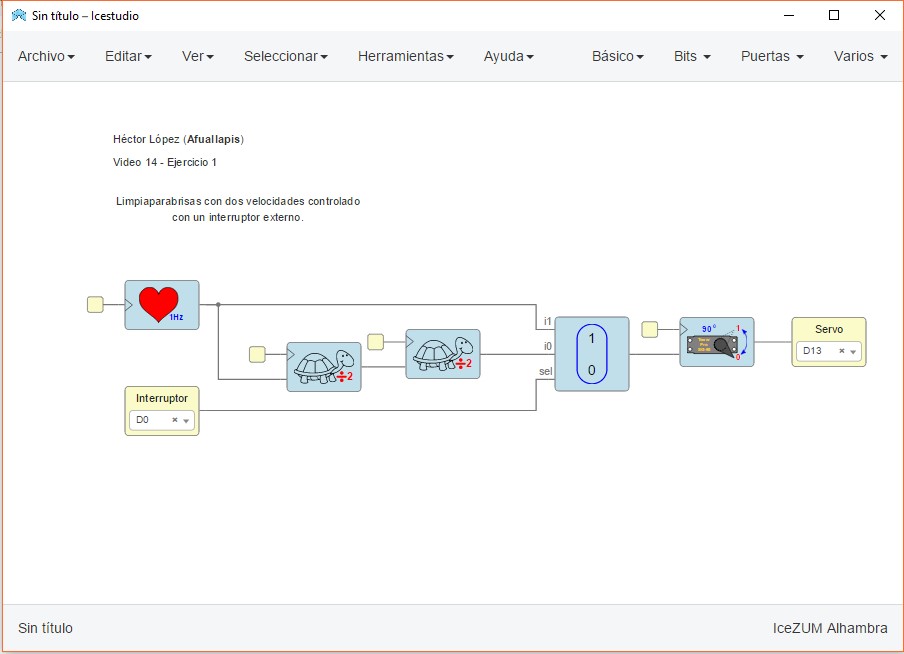 Sin título – Icestudio
Archivo Editar Ver Seleccionar Herramientas Ayuda Básico Bits Puertas Varios
Héctor López (Afuallapis)
Video 14 - Ejercicio 1
Limpiaparabrisas con dos velocidades controlado
con un interruptor externo.
1Hz
÷2
÷2
i1
i0
sel
1
0
90°
1
0
Servo
D13
Interruptor
D0
Sin título
IceZUM Alhambra